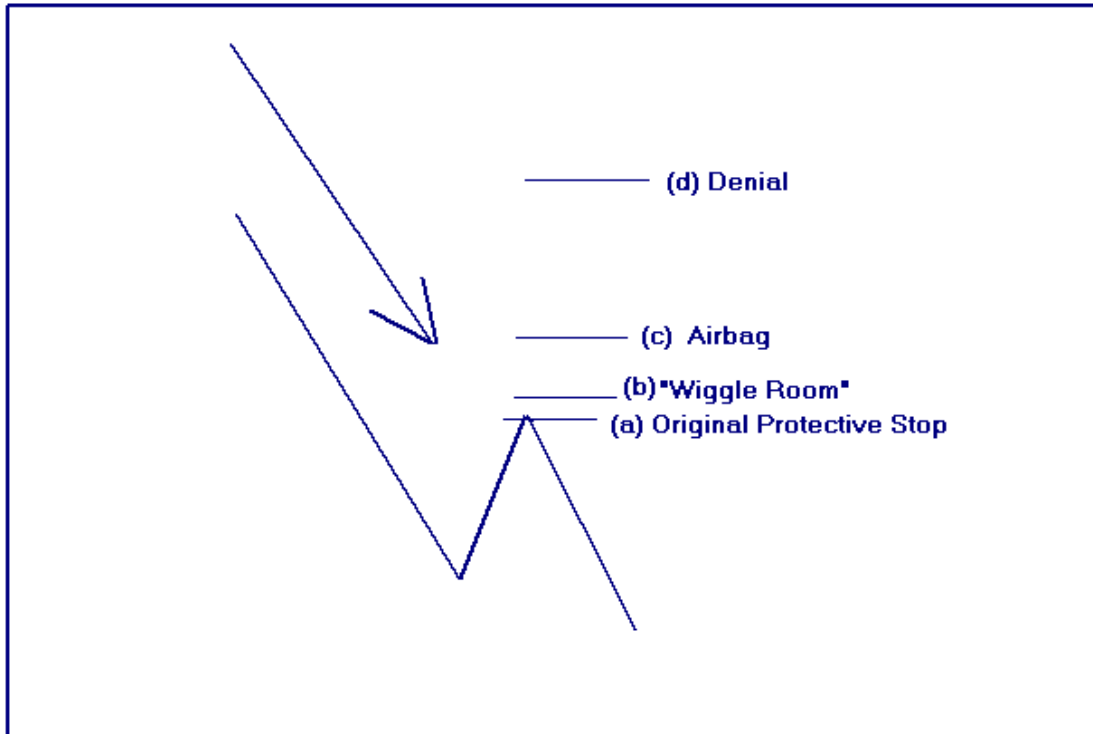 (d) Denial
(c) Airbag
(b) "Wiggle Room"
(a) Original Protective Stop